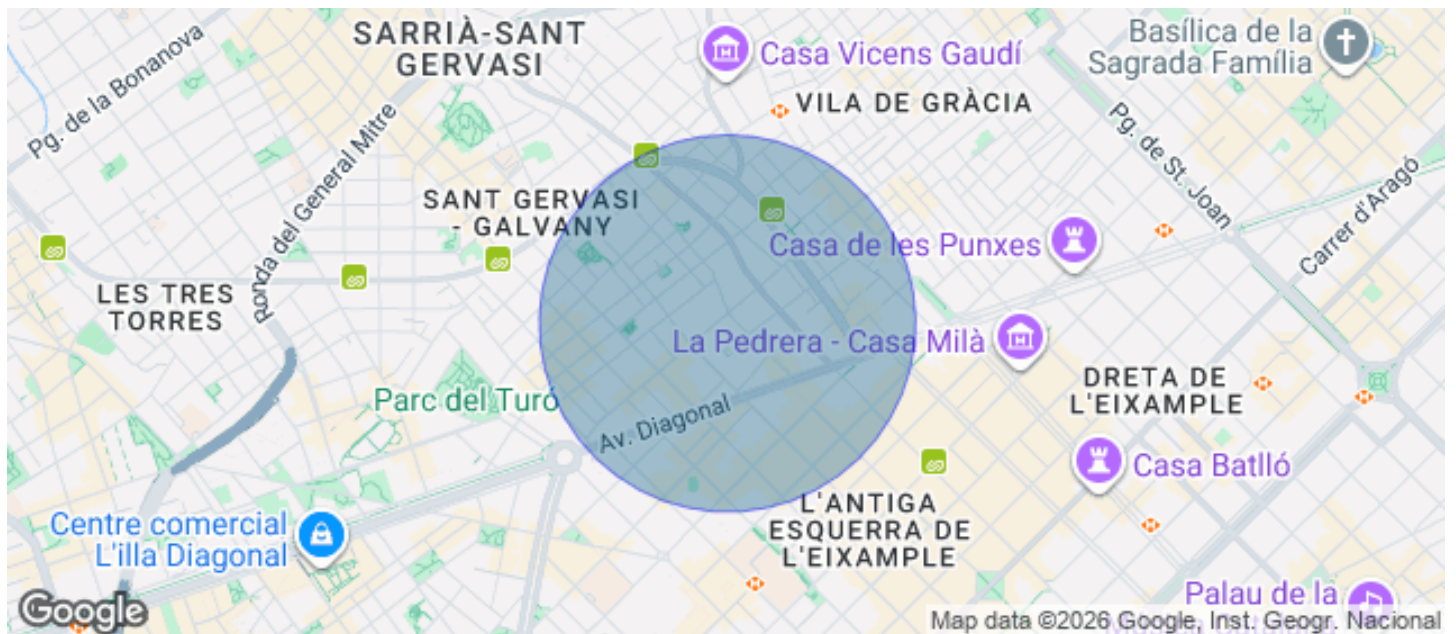 SARRIÀ-SANT
GERVASI
Casa Vicens Gaudí
Basílica de la
Sagrada Família
Pg. de la Bonanova
VILA DE GRÀCIA
Ronda del General Mitre
Pg. de St. Joan
Carrer d'Aragó
SANT GERVASI
- GALVANY
Casa de les Punxes
LES TRES
TORRES
La Pedrera - Casa Milà
Parc del Turó
DRETA DE
L'EIXAMPLE
Av. Diagonal
Casa Batlló
L'ANTIGA
ESQUERRA DE
L'EIXAMPLE
Centre comercial
L'illa Diagonal
Palau de la
Google
Map data ©2026 Google, Inst. Geogr. Nacional